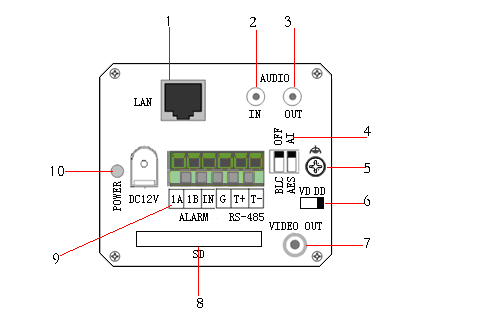 1
2
3
AUDIO
LAN
IN
OUT
OFF
AI
4
5
10
POWER
DC12V
BLC
AES
VD DD
6
1A 1B IN G T+ T-
ALARM RS-485
VIDEO OUT
7
9
SD
8